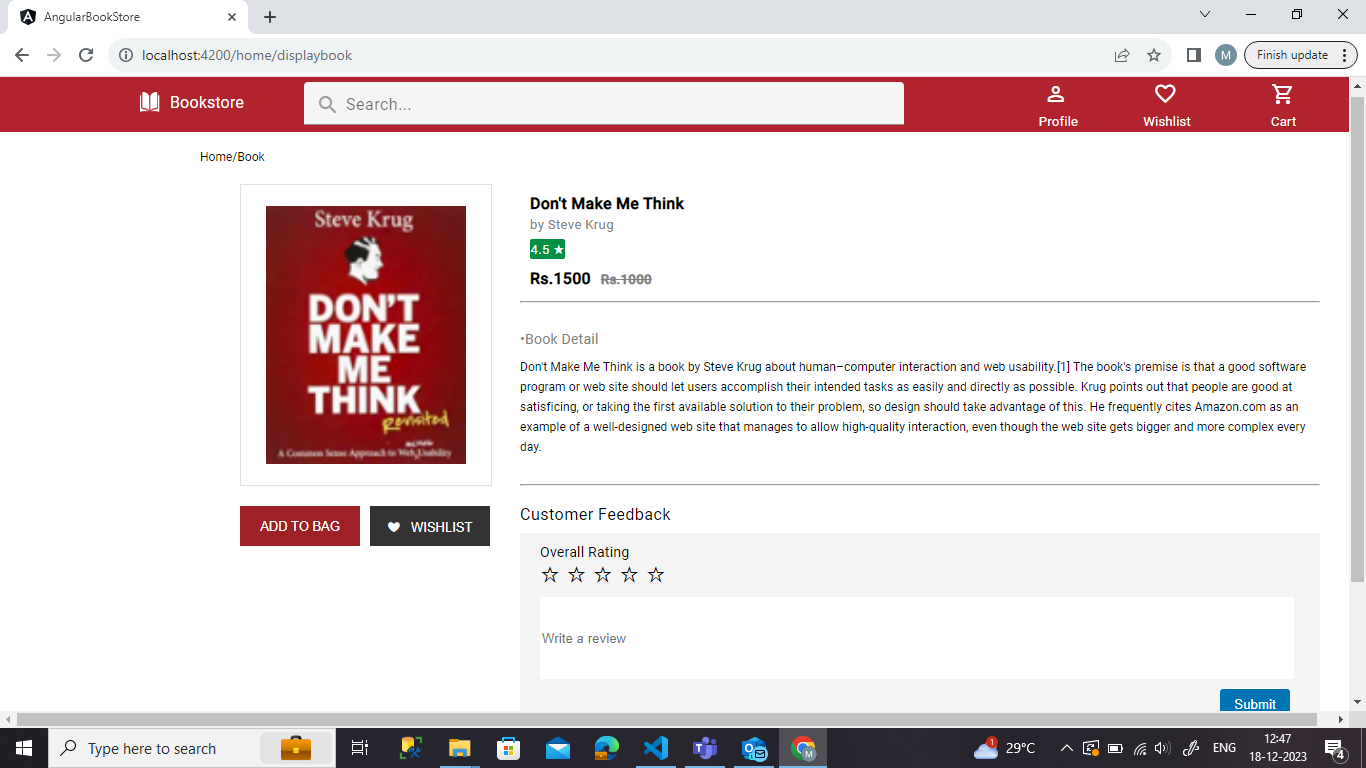 AngularBookStore
localhost:4200/home/displaybook
M
Finish update
Bookstore
Search...
Profile
Wishlist
Cart
Home/Book
Steve Krug
DON'T
MAKE
ME
THINK
Revisited
A Common Sense Approach to Web Usability
ADD TO BAG
WISHLIST
Don't Make Me Think
by Steve Krug
4.5 ★
Rs.1500 Rs.1000
•Book Detail
Don't Make Me Think is a book by Steve Krug about human–computer interaction and web usability.[1] The book's premise is that a good software
program or web site should let users accomplish their intended tasks as easily and directly as possible. Krug points out that people are good at
satisficing, or taking the first available solution to their problem, so design should take advantage of this. He frequently cites Amazon.com as an
example of a well-designed web site that manages to allow high-quality interaction, even though the web site gets bigger and more complex every
day.
Customer Feedback
Overall Rating
Write a review
Submit
Type here to search
M
1
29°C
ENG
12:47
18-12-2023
4